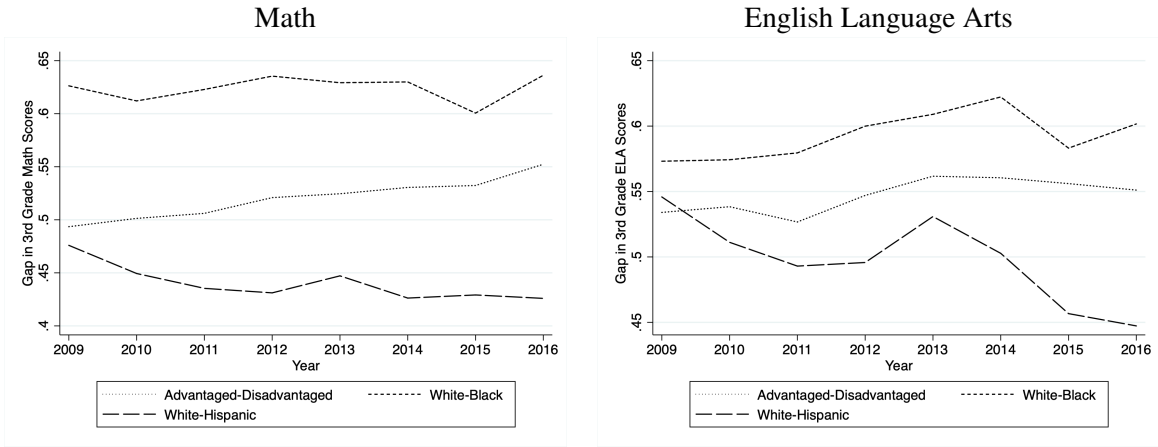 Math
Gap in 3rd Grade Math Scores
.65
.6
.55
.5
.45
.4
2009 2010 2011 2012 2013 2014 2015 2016
Year
Advantaged-Disadvantaged White-Black
White-Hispanic
English Language Arts
Gap in 3rd Grade ELA Scores
.65
.6
.55
.5
.45
2009 2010 2011 2012 2013 2014 2015 2016
Year
Advantaged-Disadvantaged White-Black
White-Hispanic